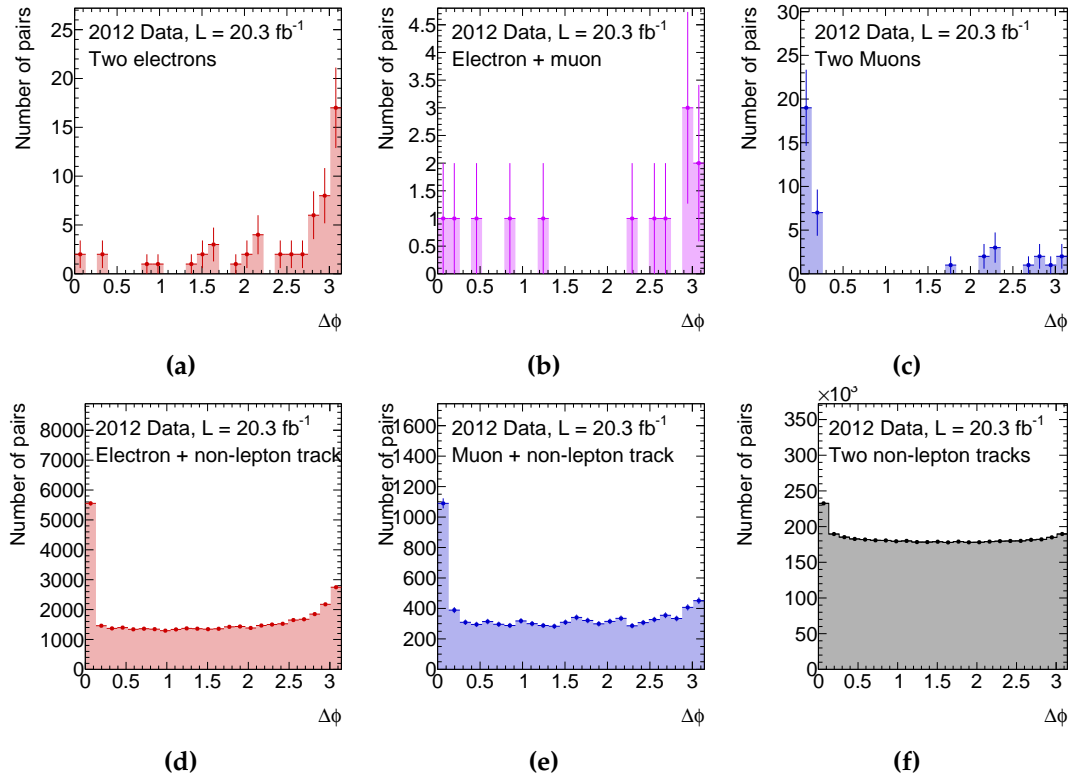 2012 Data, L = 20.3 fb⁻¹
Two electrons
Number of pairs
25
20
15
10
5
0
0 0.5 1 1.5 2 2.5 3
Δϕ
(a)
2012 Data, L = 20.3 fb⁻¹
Electron + muon
Number of pairs
4.5
4
3.5
3
2.5
2
1.5
1
0.5
0
0 0.5 1 1.5 2 2.5 3
Δϕ
(b)
2012 Data, L = 20.3 fb⁻¹
Two Muons
Number of pairs
30
25
20
15
10
5
0
0 0.5 1 1.5 2 2.5 3
Δϕ
(c)
2012 Data, L = 20.3 fb⁻¹
Electron + non-lepton track
Number of pairs
8000
7000
6000
5000
4000
3000
2000
1000
0
0 0.5 1 1.5 2 2.5 3
Δϕ
(d)
2012 Data, L = 20.3 fb⁻¹
Muon + non-lepton track
Number of pairs
1600
1400
1200
1000
800
600
400
200
0
0 0.5 1 1.5 2 2.5 3
Δϕ
(e)
×10³
2012 Data, L = 20.3 fb⁻¹
Two non-lepton tracks
Number of pairs
350
300
250
200
150
100
50
0
0 0.5 1 1.5 2 2.5 3
Δϕ
(f)